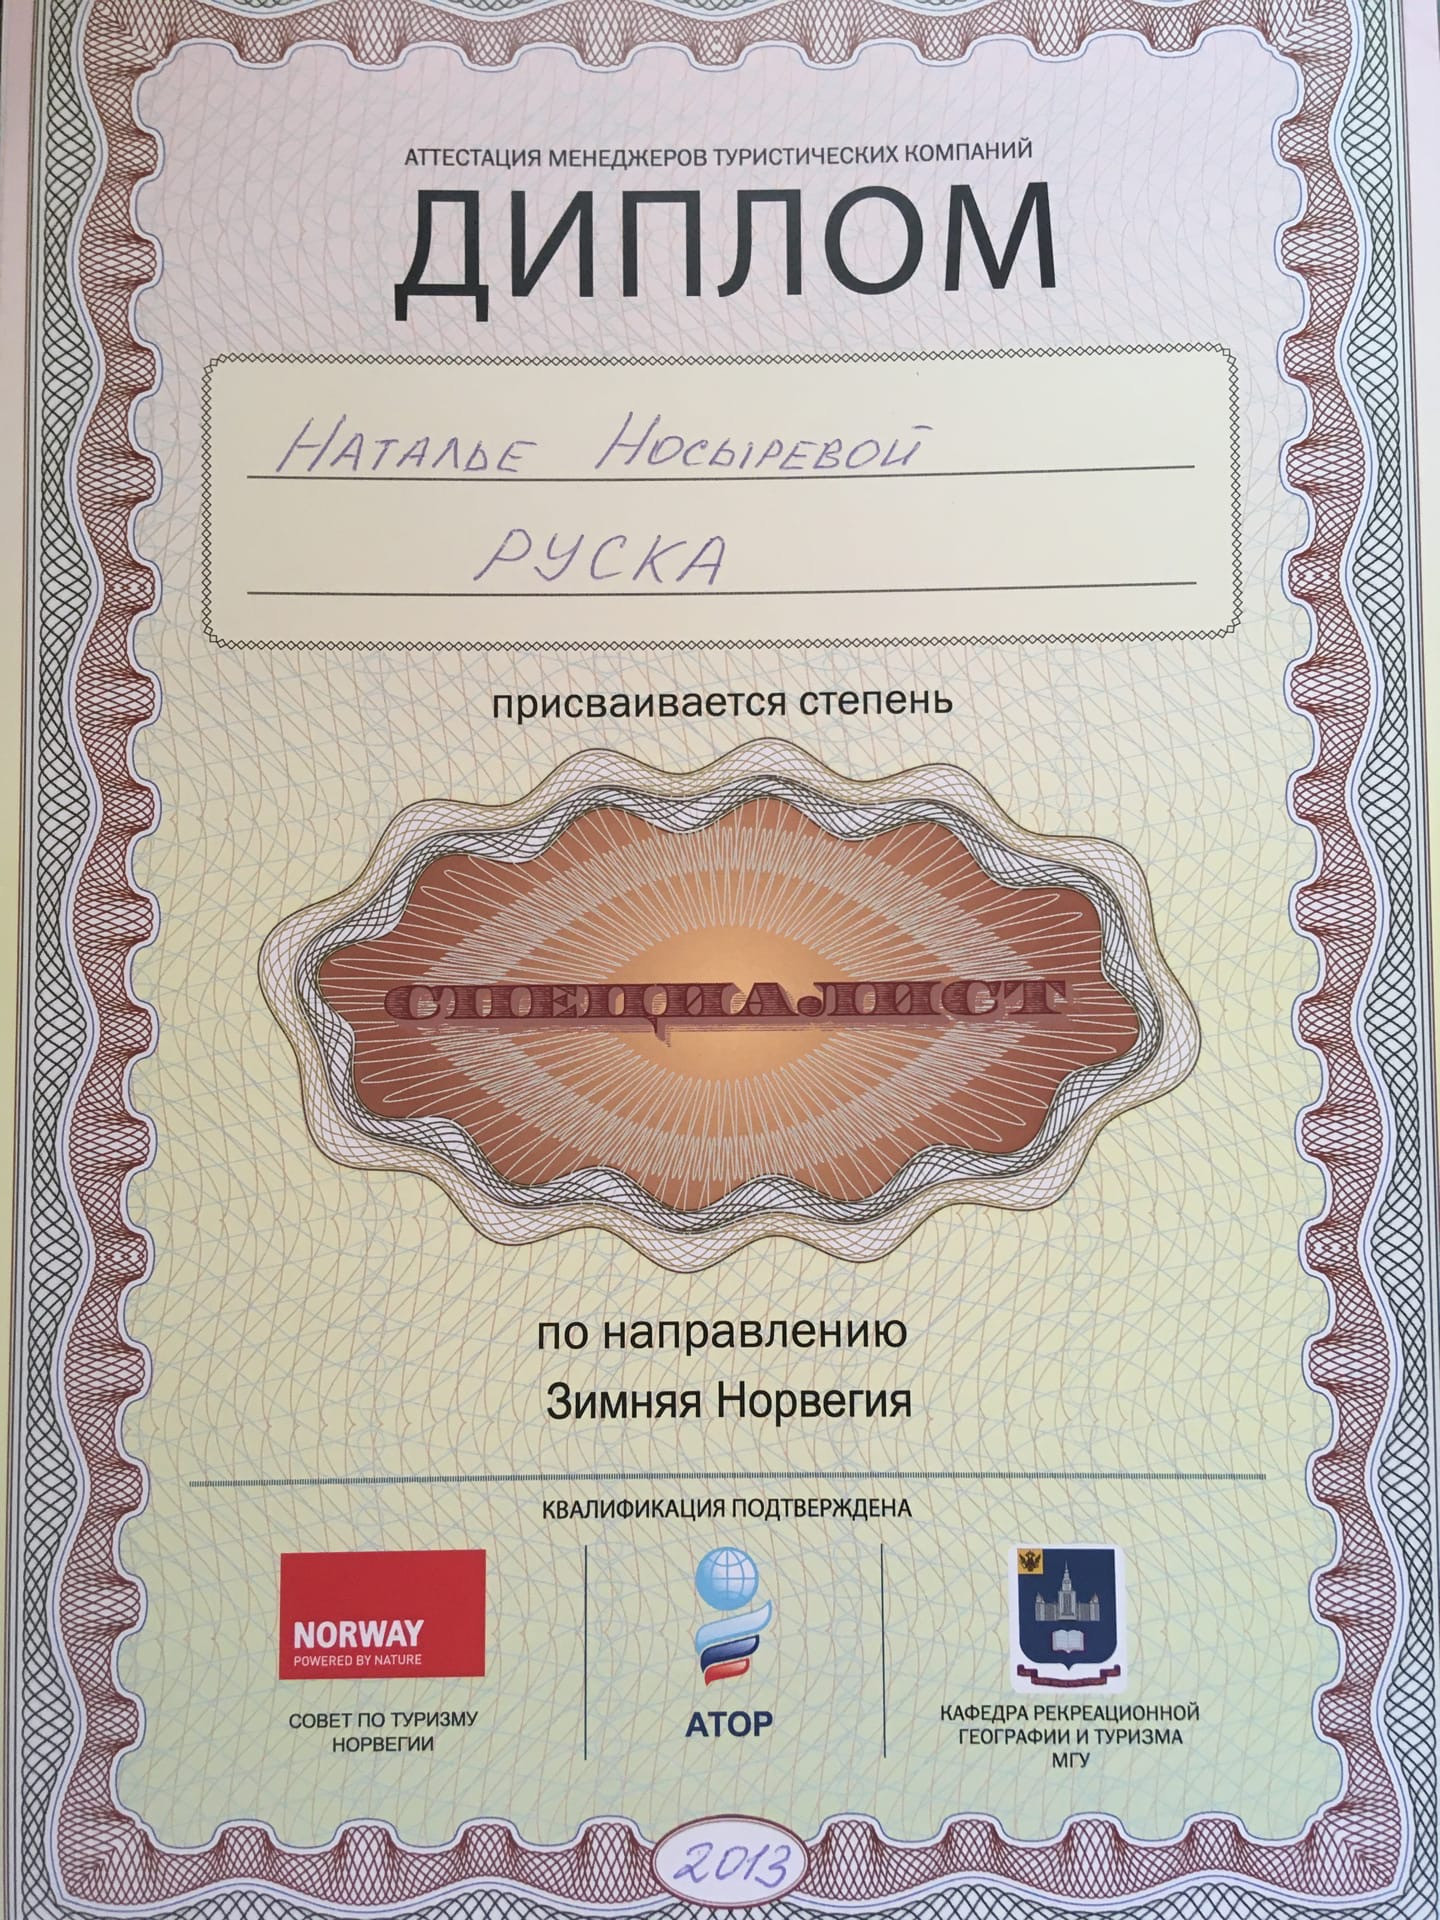 АТТЕСТАЦИЯ МЕНЕДЖЕРОВ ТУРИСТИЧЕСКИХ КОМПАНИЙ
ДИПЛОМ
НАТАЛЬЕ НОСЫРЕВОЙ
РУСКА
присваивается степень
СПЕЦИАЛИСТ
по направлению
Зимняя Норвегия
КВАЛИФИКАЦИЯ ПОДТВЕРЖДЕНА
NORWAY
POWERED BY NATURE
СОВЕТ ПО ТУРИЗМУ
НОРВЕГИИ
АТОР
КАФЕДРА РЕКРЕАЦИОННОЙ
ГЕОГРАФИИ И ТУРИЗМА
МГУ
2013